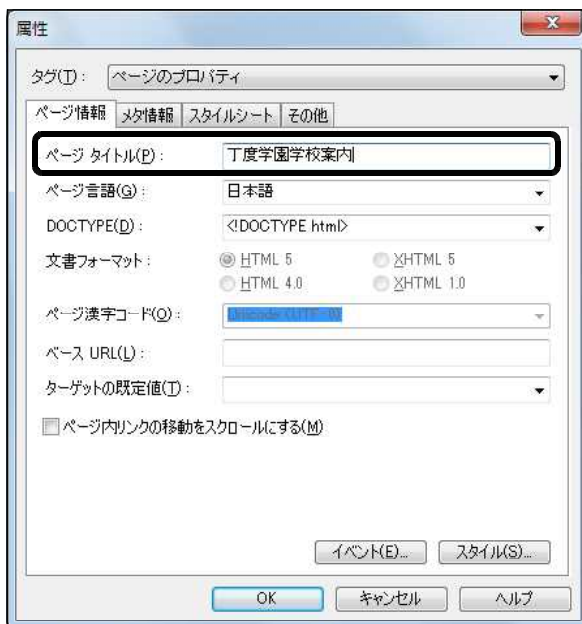 属性
タグ(T): ページのプロパティ
ページ情報 メタ情報 スタイルシート その他
ページ タイトル(P): 丁度学園学校案内
ページ言語(G): 日本語
DOCTYPE(D): <!DOCTYPE html>
文書フォーマット: HTML 5 XHTML 5
HTML 4.0 XHTML 1.0
ページ漢字コード(O): Unicode (UTF-8)
ベース URL(L):
ターゲットの既定値(T):
ページ内リンクの移動をスクロールにする(M)
イベント(E)... スタイル(S)...
OK キャンセル ヘルプ